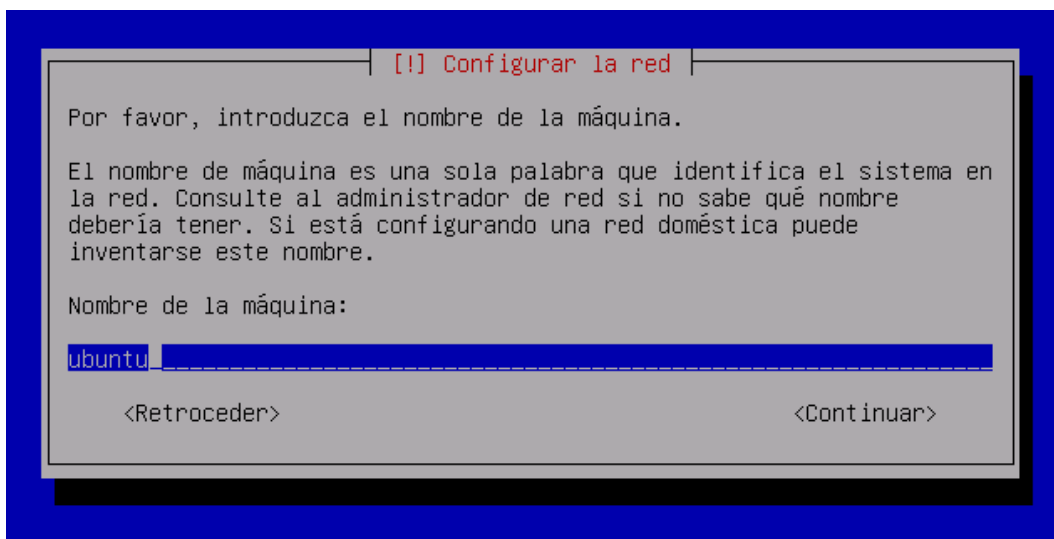 [!] Configurar la red
Por favor, introduzca el nombre de la máquina.
El nombre de máquina es una sola palabra que identifica el sistema en
la red. Consulte al administrador de red si no sabe qué nombre
debería tener. Si está configurando una red doméstica puede
inventarse este nombre.
Nombre de la máquina:
ubuntu
<Retroceder> <Continuar>